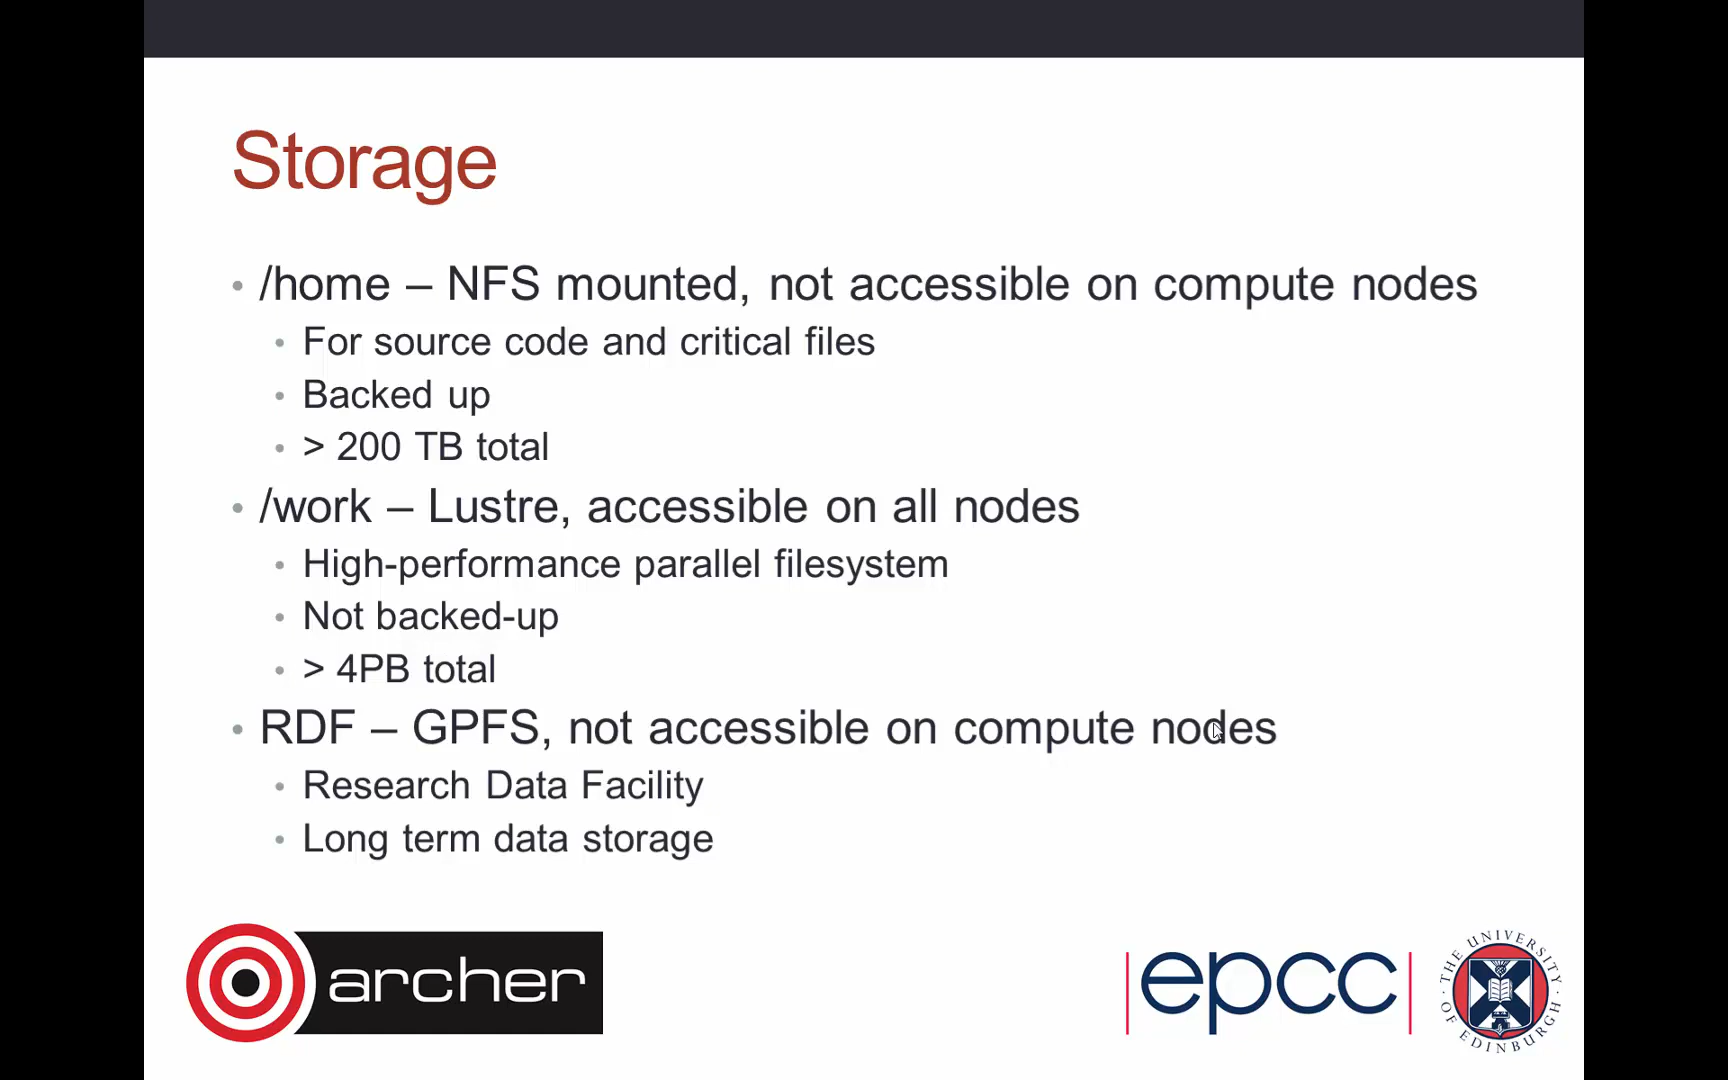 Storage
• /home – NFS mounted, not accessible on compute nodes
• For source code and critical files
• Backed up
• > 200 TB total
• /work – Lustre, accessible on all nodes
• High-performance parallel filesystem
• Not backed-up
• > 4PB total
• RDF – GPFS, not accessible on compute nodes
• Research Data Facility
• Long term data storage
archer
epcc
THE UNIVERSITY OF EDINBURGH